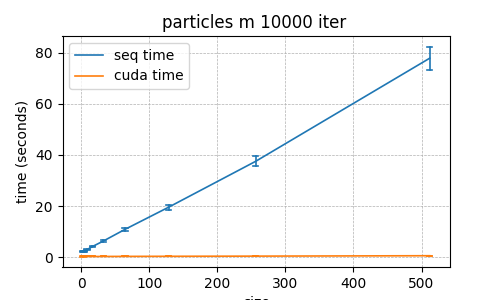 particles m 10000 iter
seq time
cuda time
time (seconds)
80
60
40
20
0
0 100 200 300 400 500
size